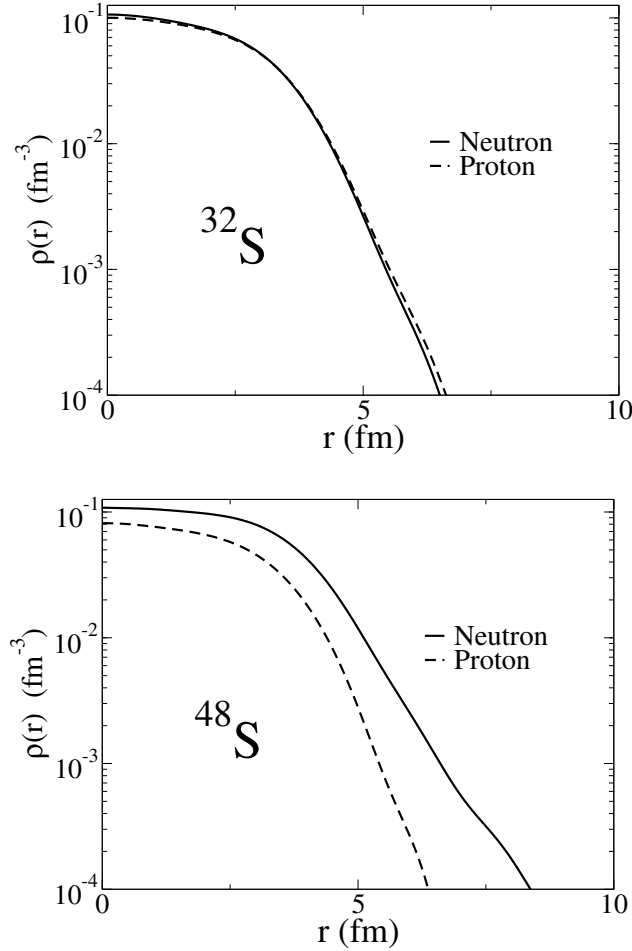 10⁻¹
10⁻²
10⁻³
10⁻⁴
ρ(r) (fm⁻³)
Neutron
Proton
³²S
0
5
10
r (fm)
10⁻¹
10⁻²
10⁻³
10⁻⁴
ρ(r) (fm⁻³)
Neutron
Proton
⁴⁸S
0
5
10
r (fm)